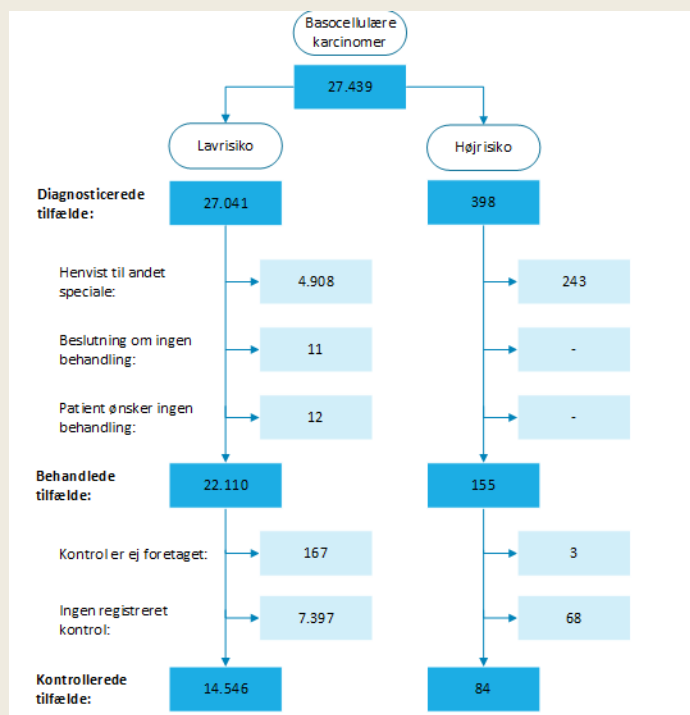 Basocellulære
karcinomer
27.439
Lavrisiko
Højrisiko
Diagnosticerede
tilfælde:
27.041
398
Henvist til andet
speciale:
4.908
243
Beslutning om ingen
behandling:
11
-
Patient ønsker ingen
behandling:
12
-
Behandlede
tilfælde:
22.110
155
Kontrol er ej foretaget:
167
3
Ingen registreret
kontrol:
7.397
68
Kontrollerede
tilfælde:
14.546
84